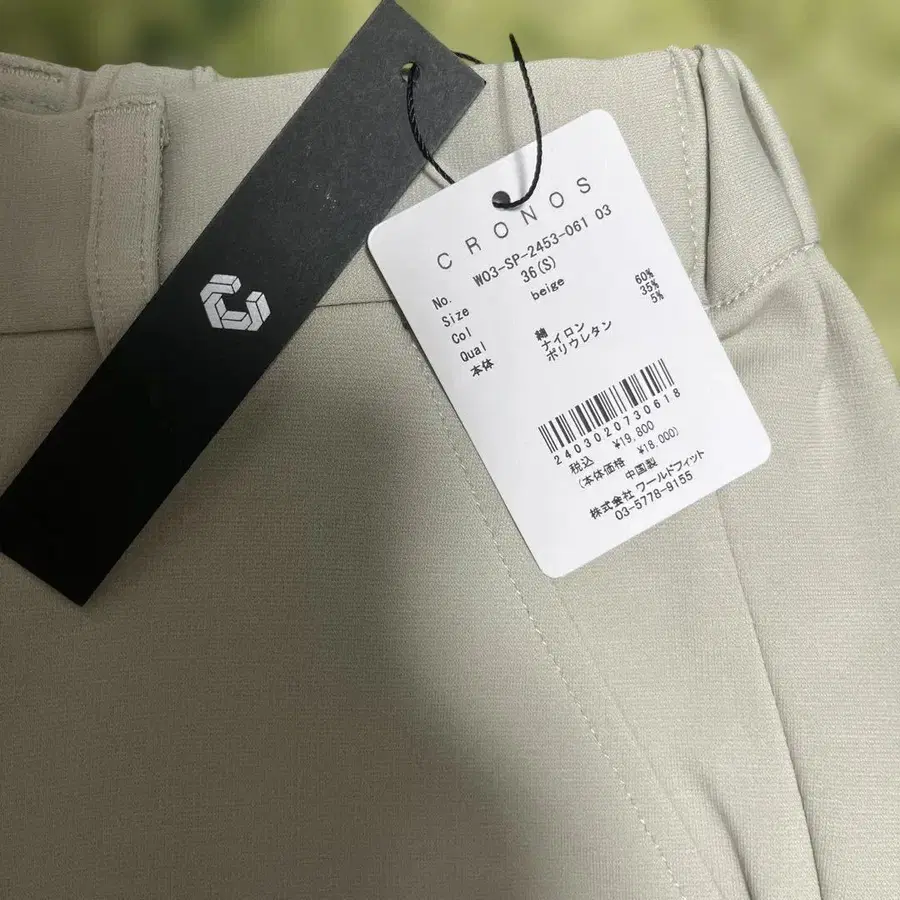 CRONOS
No. W03-SP-2453-061 03
Size 36(S)
Col beige
Qual
本体 綿 60%
ナイロン 35%
ポリウレタン 5%
2403020730618
税込 ¥19,800
(本体価格 ¥18,000)
中国製
株式会社 ワールドフィット
03-5778-9155